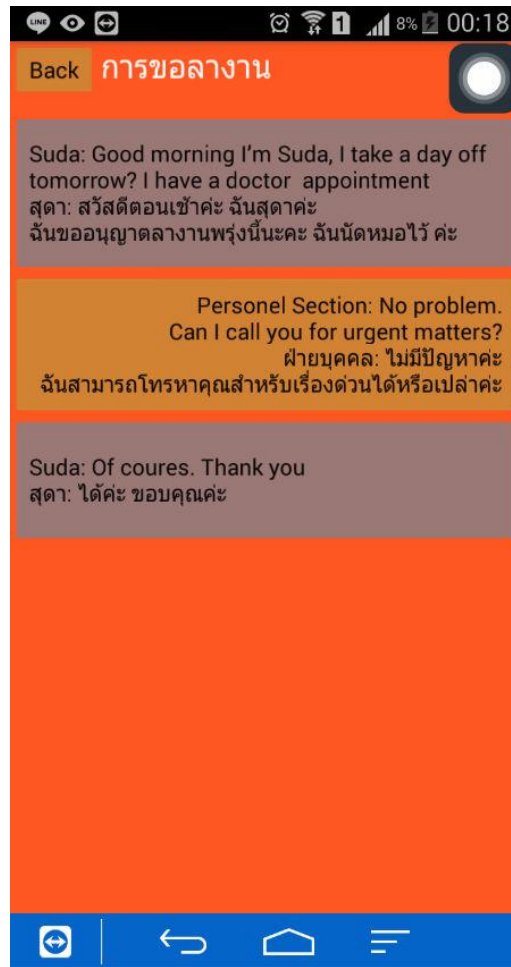 LINE
1
8%
00:18
Back
การขอลางาน
Suda: Good morning I'm Suda, I take a day off
tomorrow? I have a doctor appointment
สุดา: สวัสดีตอนเช้าค่ะ ฉันสุดาค่ะ
ฉันขออนุญาตลางานพรุ่งนี้นะคะ ฉันนัดหมอไว้ ค่ะ
Personel Section: No problem.
Can I call you for urgent matters?
ฝ่ายบุคคล: ไม่มีปัญหาค่ะ
ฉันสามารถโทรหาคุณสำหรับเรื่องด่วนได้หรือเปล่าค่ะ
Suda: Of coures. Thank you
สุดา: ได้ค่ะ ขอบคุณค่ะ